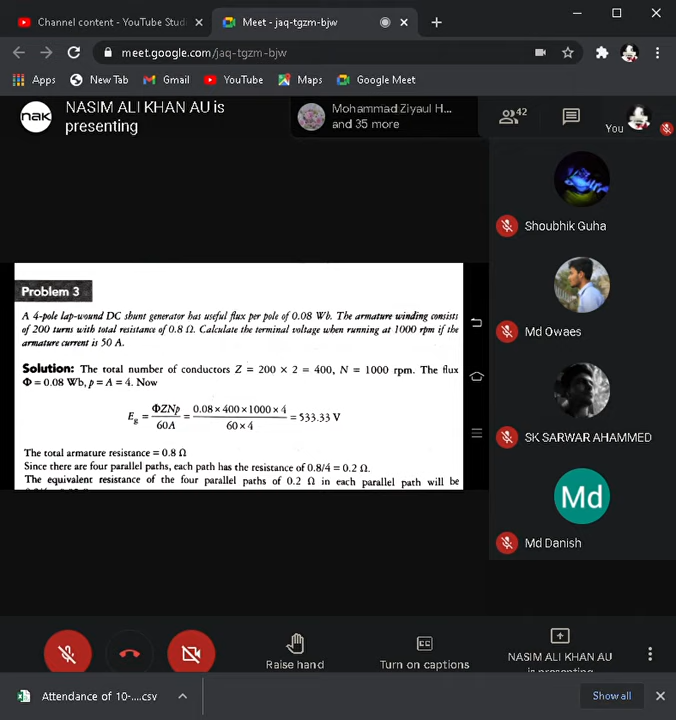 Channel content - YouTube Stud
Meet - jaq-tgzm-bjw
meet.google.com/jaq-tgzm-bjw
Apps New Tab Gmail YouTube Maps Google Meet
nak
NASIM ALI KHAN AU is
presenting
Mohammad Ziyaul H...
and 35 more
42
You
Shoubhik Guha
Md Owaes
SK SARWAR AHAMMED
Md
Md Danish
Problem 3
A 4-pole lap-wound DC shunt generator has useful flux per pole of 0.08 Wb. The armature winding consists
of 200 turns with total resistance of 0.8 Ω. Calculate the terminal voltage when running at 1000 rpm if the
armature current is 50 A.
Solution: The total number of conductors Z = 200 × 2 = 400, N = 1000 rpm. The flux
Φ = 0.08 Wb, p = A = 4. Now
Eg = ΦZNp / 60A = 0.08 × 400 × 1000 × 4 / 60 × 4 = 533.33 V
The total armature resistance = 0.8 Ω
Since there are four parallel paths, each path has the resistance of 0.8/4 = 0.2 Ω.
The equivalent resistance of the four parallel paths of 0.2 Ω in each parallel path will be
Raise hand
Turn on captions
NASIM ALI KHAN AU
is presenting
Attendance of 10-....csv
Show all